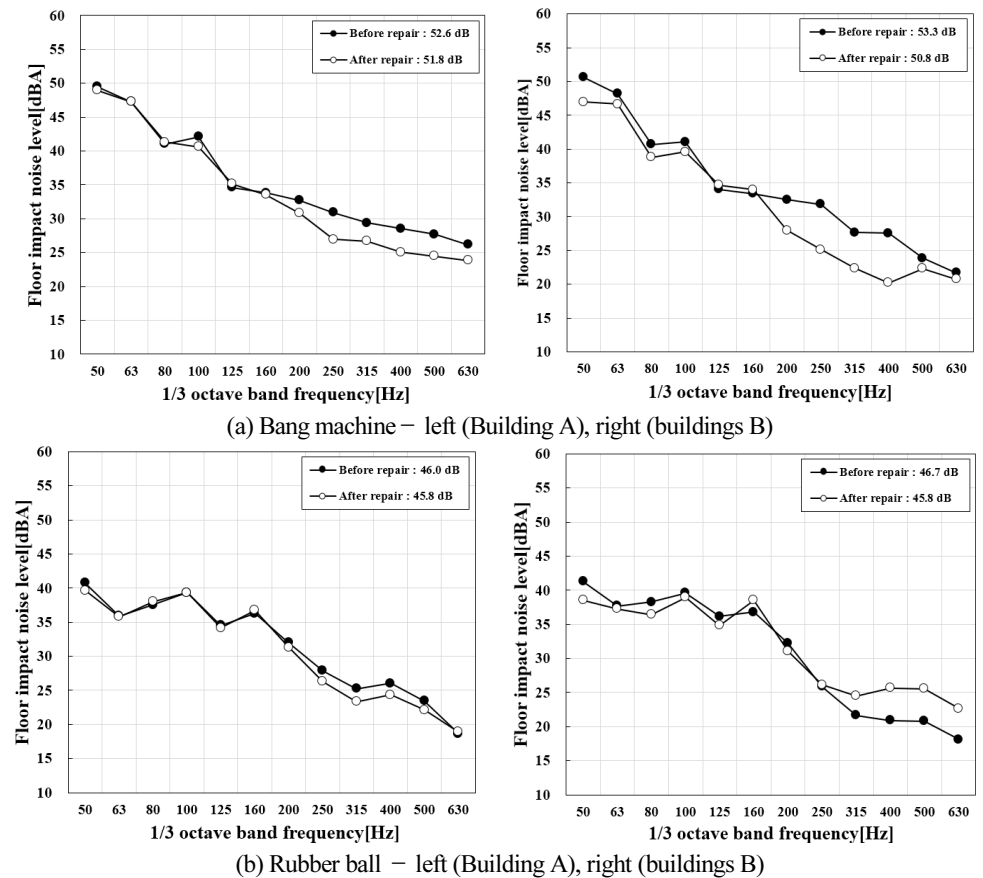 Floor impact noise level[dBA]
60
55
50
45
40
35
30
25
20
15
10
Before repair : 52.6 dB
After repair : 51.8 dB
50 63 80 100 125 160 200 250 315 400 500 630
1/3 octave band frequency[Hz]
Floor impact noise level[dBA]
60
55
50
45
40
35
30
25
20
15
10
Before repair : 53.3 dB
After repair : 50.8 dB
50 63 80 100 125 160 200 250 315 400 500 630
1/3 octave band frequency[Hz]
(a) Bang machine − left (Building A), right (buildings B)
Floor impact noise level[dBA]
60
55
50
45
40
35
30
25
20
15
10
Before repair : 46.0 dB
After repair : 45.8 dB
50 63 80 100 125 160 200 250 315 400 500 630
1/3 octave band frequency[Hz]
Floor impact noise level[dBA]
60
55
50
45
40
35
30
25
20
15
10
Before repair : 46.7 dB
After repair : 45.8 dB
50 63 80 100 125 160 200 250 315 400 500 630
1/3 octave band frequency[Hz]
(b) Rubber ball − left (Building A), right (buildings B)